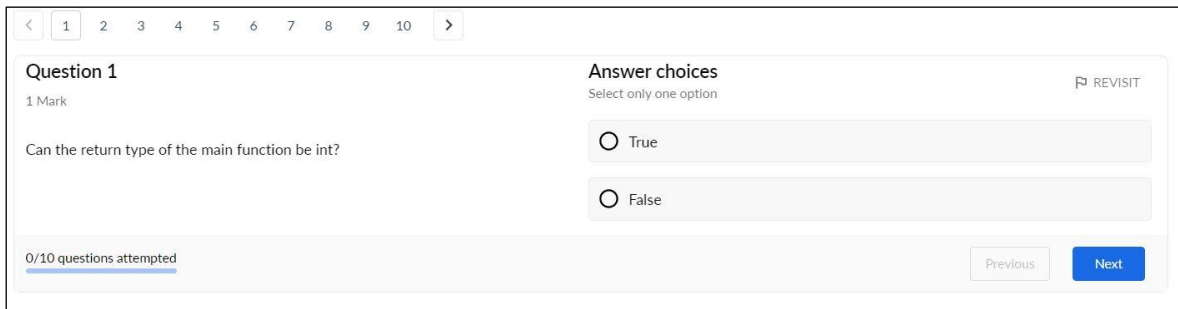 < 1 2 3 4 5 6 7 8 9 10 >
Question 1
1 Mark
Can the return type of the main function be int?
Answer choices
Select only one option
REVISIT
True
False
0/10 questions attempted
Previous
Next